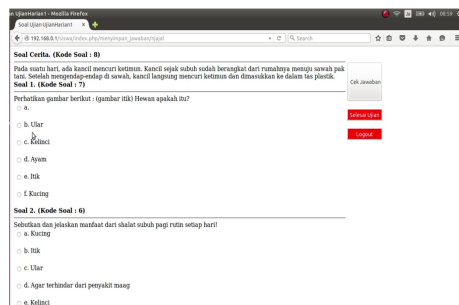 an UjianHarian1 - Mozilla Firefox
08:59
Soal Ujian UjianHarian1
192.168.0.1/siswa/index.php/menyimpan_jawaban/njajal
Search
Soal Cerita. (Kode Soal : 8)
Pada suatu hari, ada kancil mencuri ketimun. Kancil sejak subuh sudah berangkat dari rumahnya menuju sawah pak
tani. Setelah mengendap-endap di sawah, kancil langsung mencuri ketimun dan dimasukkan ke dalam tas plastik.
Cek Jawaban
Soal 1. (Kode Soal : 7)
Perhatikan gambar berikut : (gambar itik) Hewan apakah itu?
a.
Selesai Ujian
b. Ular
Logout
c. Kelinci
d. Ayam
e. Itik
f. Kucing
Soal 2. (Kode Soal : 6)
Sebutkan dan jelaskan manfaat dari shalat subuh pagi rutin setiap hari!
a. Kucing
b. Itik
c. Ular
d. Agar terhindar dari penyakit maag
e. Kelinci